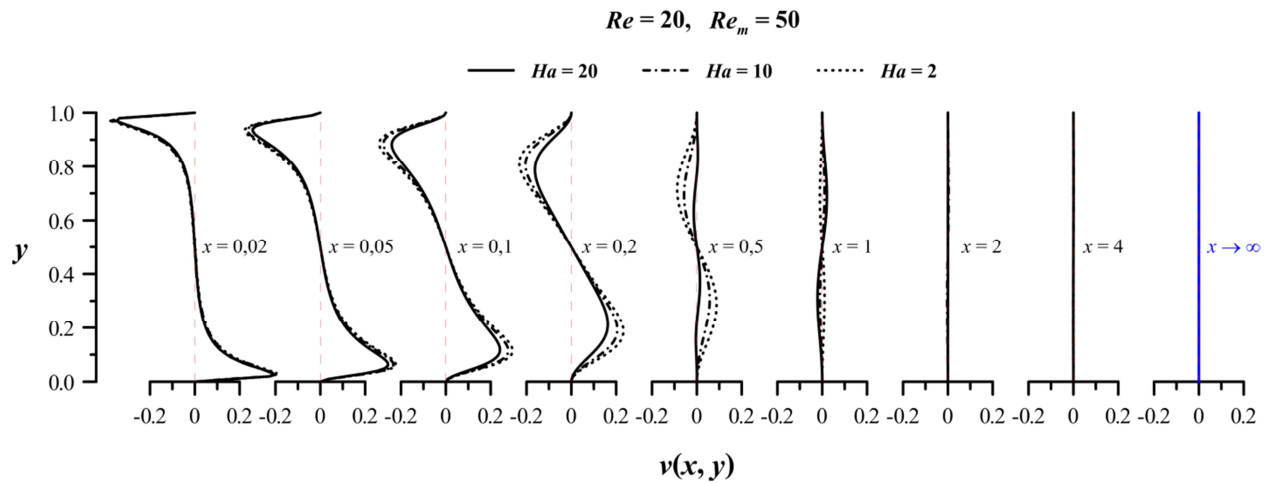 Re = 20, Re_m = 50
Ha = 20 Ha = 10 Ha = 2
1.0
0.8
0.6
x = 0,02 x = 0,05 x = 0,1 x = 0,2 x = 0,5 x = 1 x = 2 x = 4 x → ∞
y
0.4
0.2
0.0
-0.2 0 0.2 -0.2 0 0.2 -0.2 0 0.2 -0.2 0 0.2 -0.2 0 0.2 -0.2 0 0.2 -0.2 0 0.2 -0.2 0 0.2 -0.2 0 0.2
v(x, y)